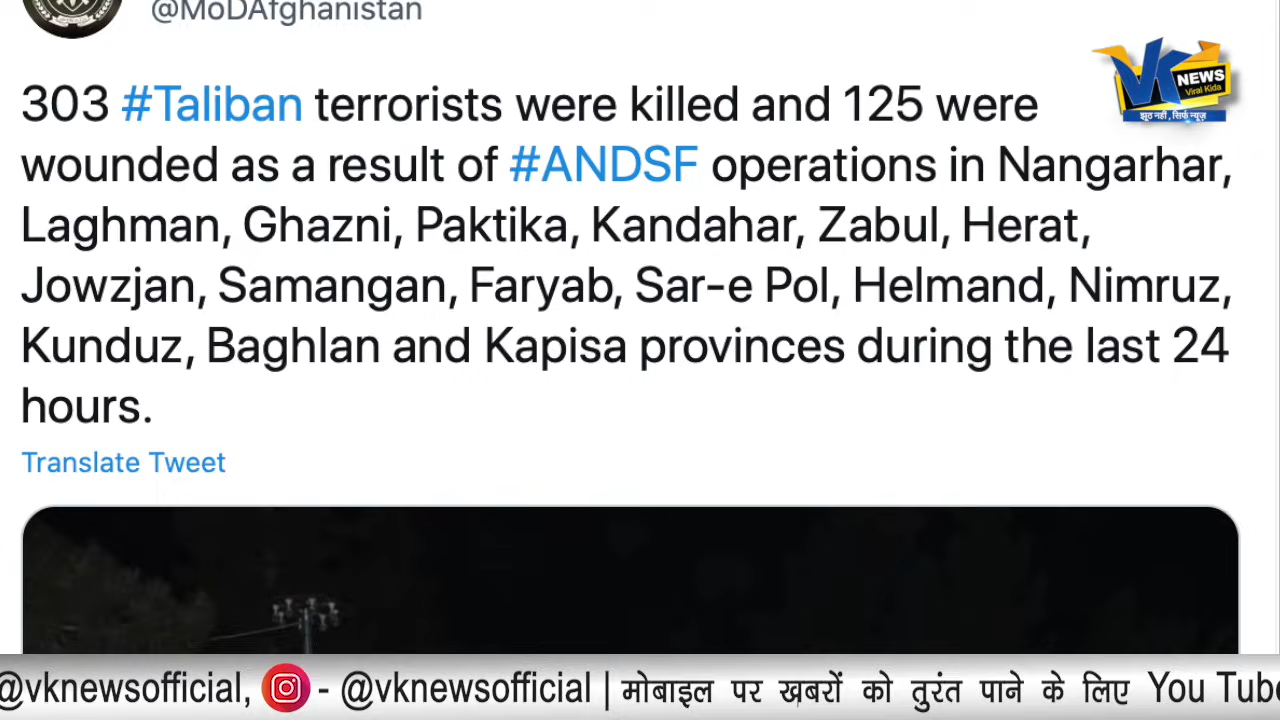 @MoDAfghanistan
303 #Taliban terrorists were killed and 125 were
wounded as a result of #ANDSF operations in Nangarhar,
Laghman, Ghazni, Paktika, Kandahar, Zabul, Herat,
Jowzjan, Samangan, Faryab, Sar-e Pol, Helmand, Nimruz,
Kunduz, Baghlan and Kapisa provinces during the last 24
hours.
Translate Tweet
VK NEWS
Viral Kida
झूठ नहीं, सिर्फ न्यूज़
@vknewsofficial, - @vknewsofficial | मोबाइल पर ख़बरों को तुरंत पाने के लिए You Tube